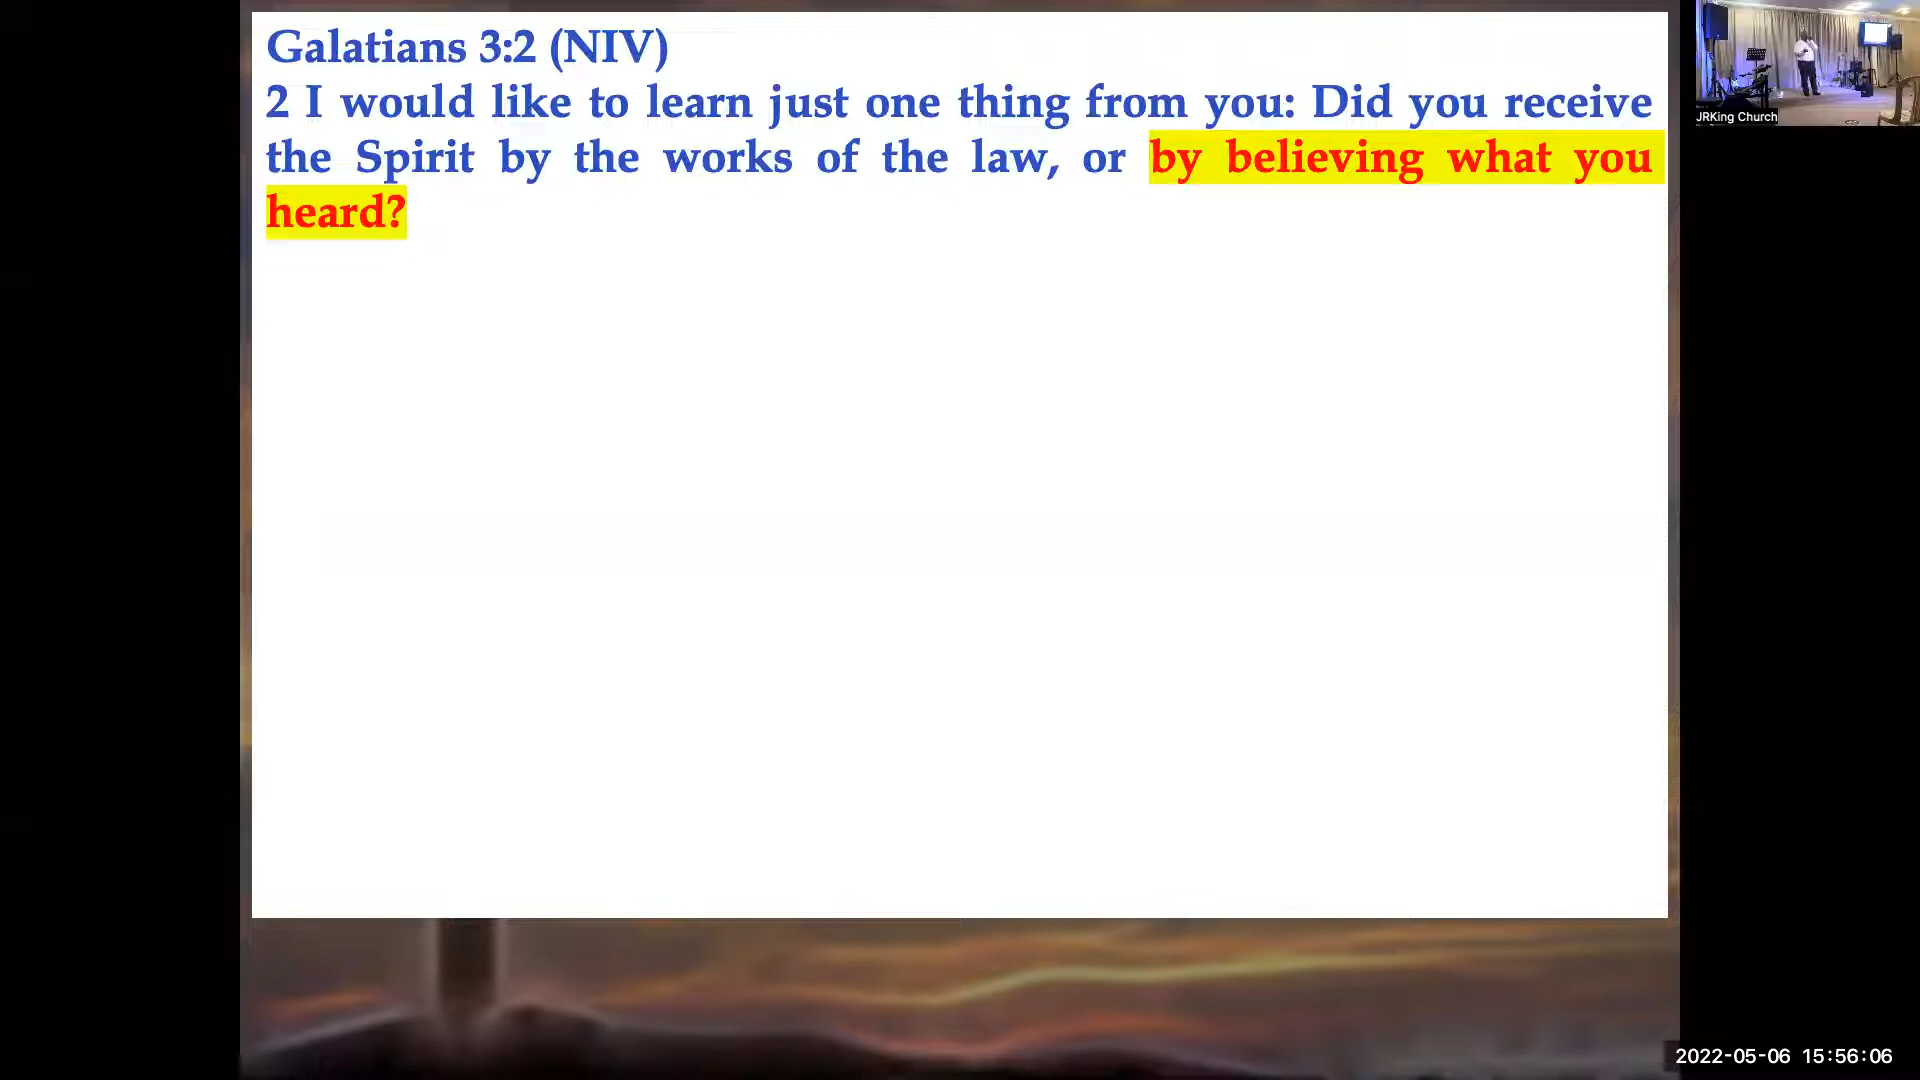 Galatians 3:2 (NIV)
2 I would like to learn just one thing from you: Did you receive
the Spirit by the works of the law, or by believing what you
heard?
JRKing Church
2022-05-06 15:56:06